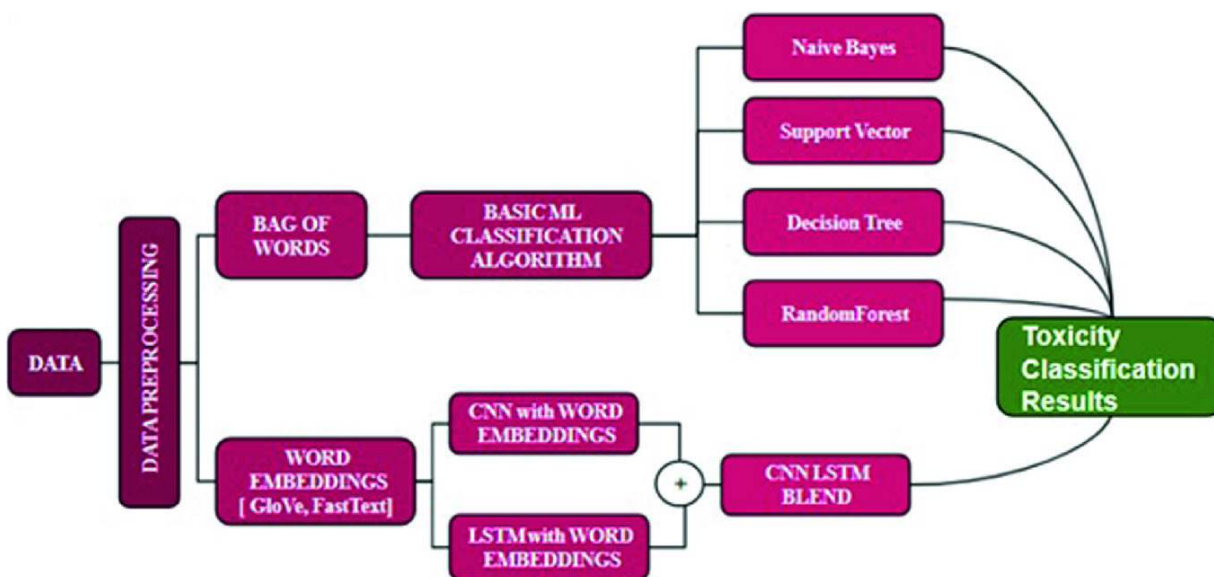 DATA
DATA PREPROCESSING
BAG OF
WORDS
BASIC ML
CLASSIFICATION
ALGORITHM
Naive Bayes
Support Vector
Decision Tree
RandomForest
WORD
EMBEDDINGS
[ GloVe, FastText]
CNN with WORD
EMBEDDINGS
LSTM with WORD
EMBEDDINGS
+
CNN LSTM
BLEND
Toxicity
Classification
Results